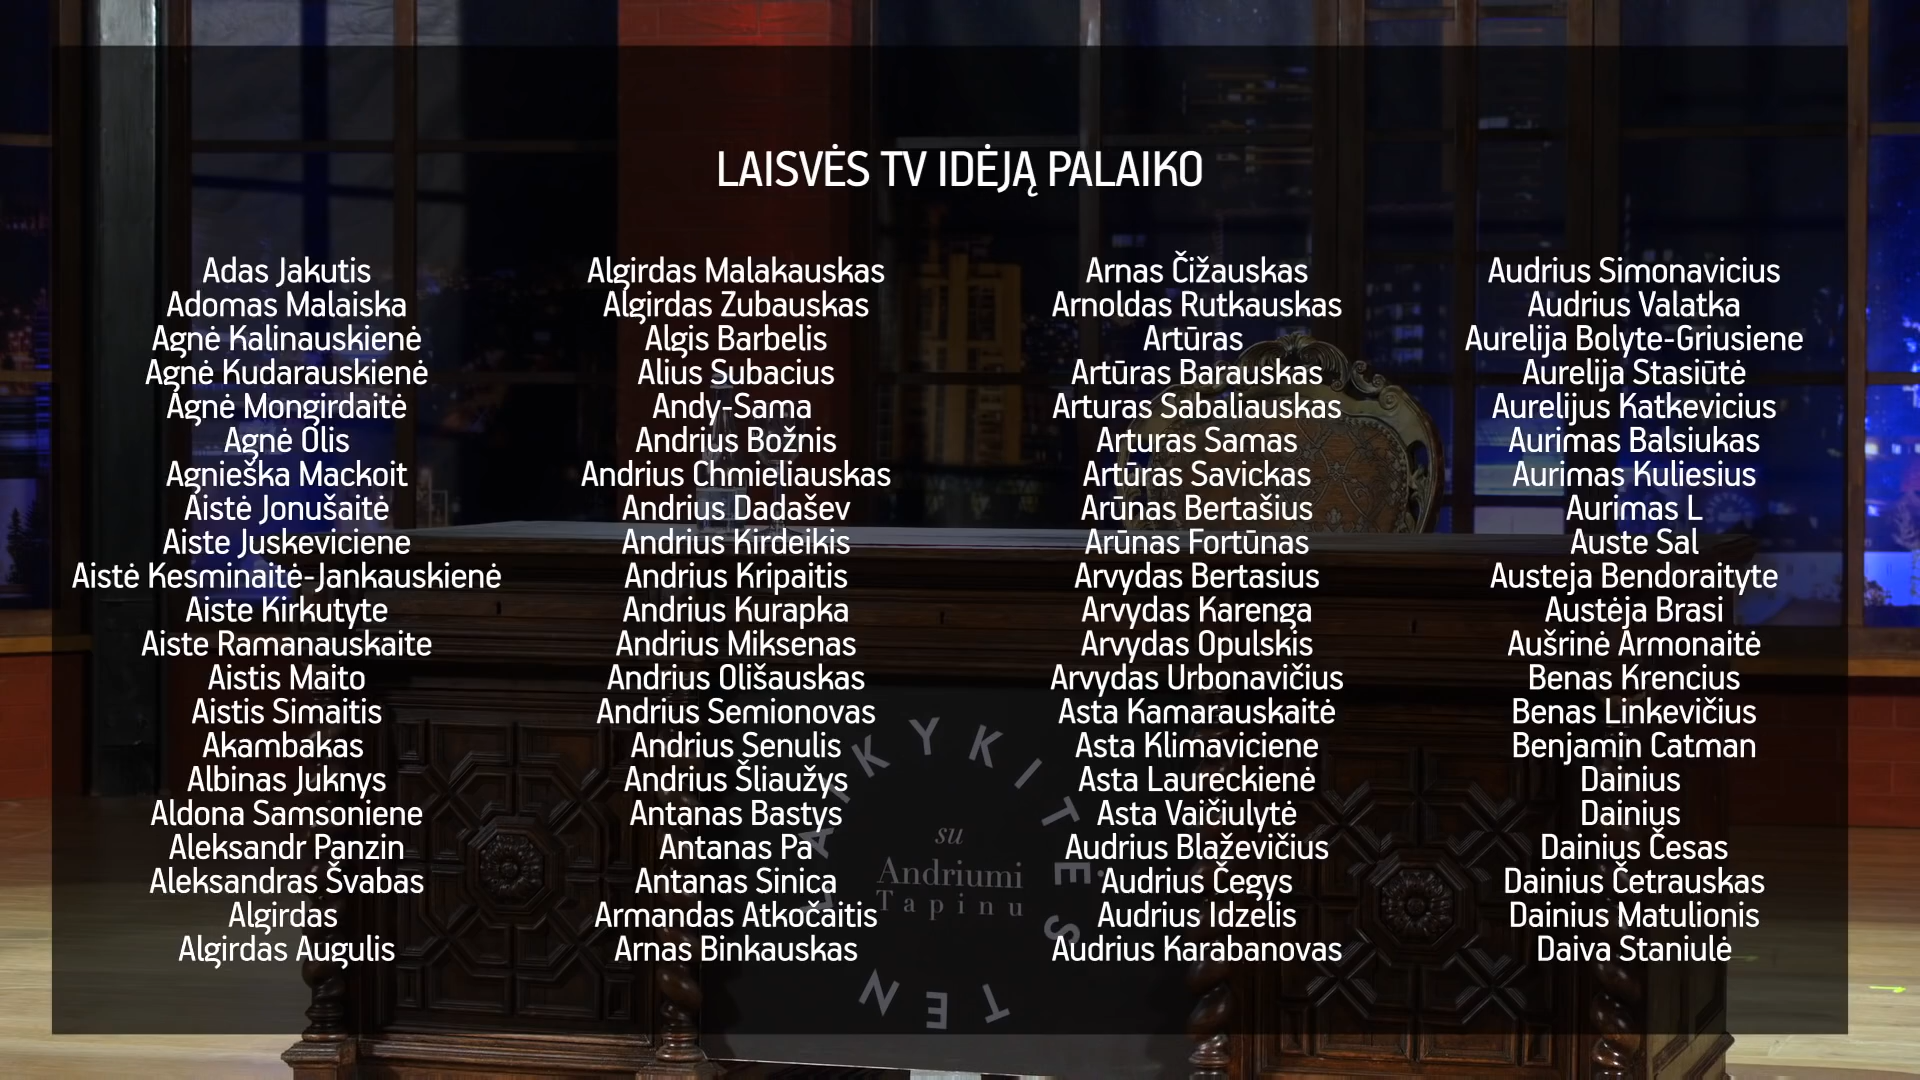 LAISVĖS TV IDĖJĄ PALAIKO
Adas Jakutis
Adomas Malaiska
Agnė Kalinauskienė
Agnė Kudarauskienė
Agnė Mongirdaitė
Agnė Olis
Agnieška Mackoit
Aistė Jonušaitė
Aiste Juskeviciene
Aistė Kesminaitė-Jankauskienė
Aiste Kirkutyte
Aiste Ramanauskaite
Aistis Maito
Aistis Simaitis
Akambakas
Albinas Juknys
Aldona Samsoniene
Aleksandr Panzin
Aleksandras Švabas
Algirdas
Algirdas Augulis
Algirdas Malakauskas
Algirdas Zubauskas
Algis Barbelis
Alius Subacius
Andy-Sama
Andrius Božnis
Andrius Chmieliauskas
Andrius Dadašev
Andrius Kirdeikis
Andrius Kripaitis
Andrius Kurapka
Andrius Miksenas
Andrius Olišauskas
Andrius Semionovas
Andrius Senulis
Andrius Šliaužys
Antanas Bastys
Antanas Pa
Antanas Sinica
Armandas Atkočaitis
Arnas Binkauskas
Arnas Čižauskas
Arnoldas Rutkauskas
Artūras
Artūras Barauskas
Arturas Sabaliauskas
Arturas Samas
Artūras Savickas
Arūnas Bertašius
Arūnas Fortūnas
Arvydas Bertasius
Arvydas Karenga
Arvydas Opulskis
Arvydas Urbonavičius
Asta Kamarauskaitė
Asta Klimaviciene
Asta Laureckienė
Asta Vaičiulytė
Audrius Blaževičius
Audrius Čegys
Audrius Idzelis
Audrius Karabanovas
Audrius Simonavicius
Audrius Valatka
Aurelija Bolyte-Griusiene
Aurelija Stasiūtė
Aurelijus Katkevicius
Aurimas Balsiukas
Aurimas Kuliesius
Aurimas L
Auste Sal
Austeja Bendoraityte
Austėja Brasi
Aušrinė Armonaitė
Benas Krencius
Benas Linkevičius
Benjamin Catman
Dainius
Dainius
Dainius Česas
Dainius Četrauskas
Dainius Matulionis
Daiva Staniulė
LAIKYKITĖS TEN
su
Andriumi
Tapinu